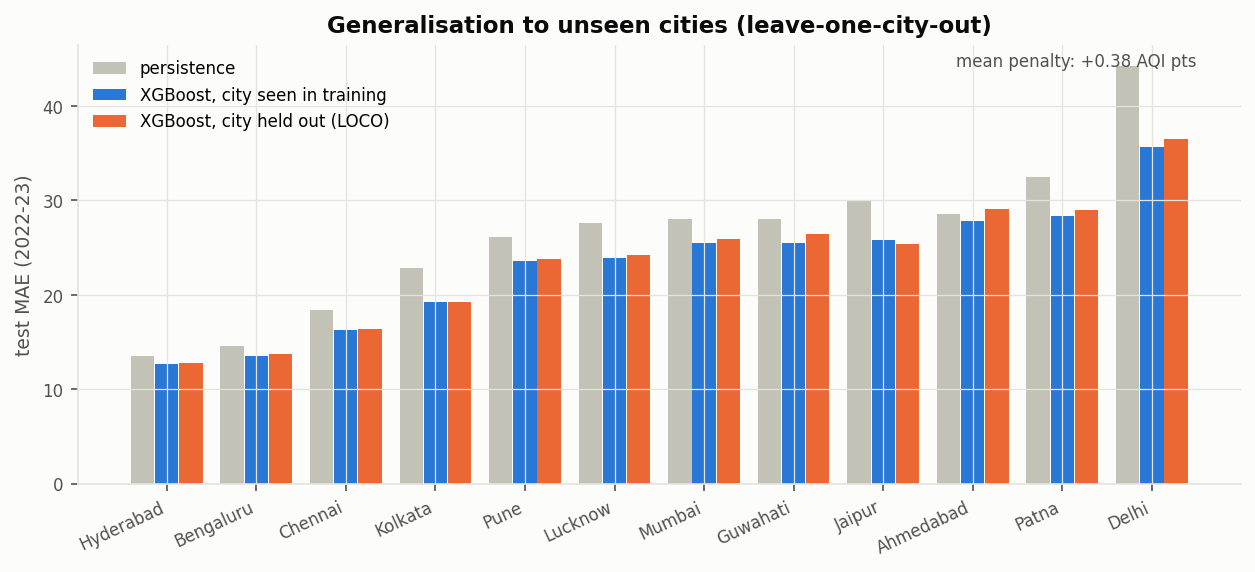 Generalisation to unseen cities (leave-one-city-out)
mean penalty: +0.38 AQI pts
persistence
XGBoost, city seen in training
XGBoost, city held out (LOCO)
test MAE (2022-23)
40
30
20
10
0
Hyderabad
Bengaluru
Chennai
Kolkata
Pune
Lucknow
Mumbai
Guwahati
Jaipur
Ahmedabad
Patna
Delhi